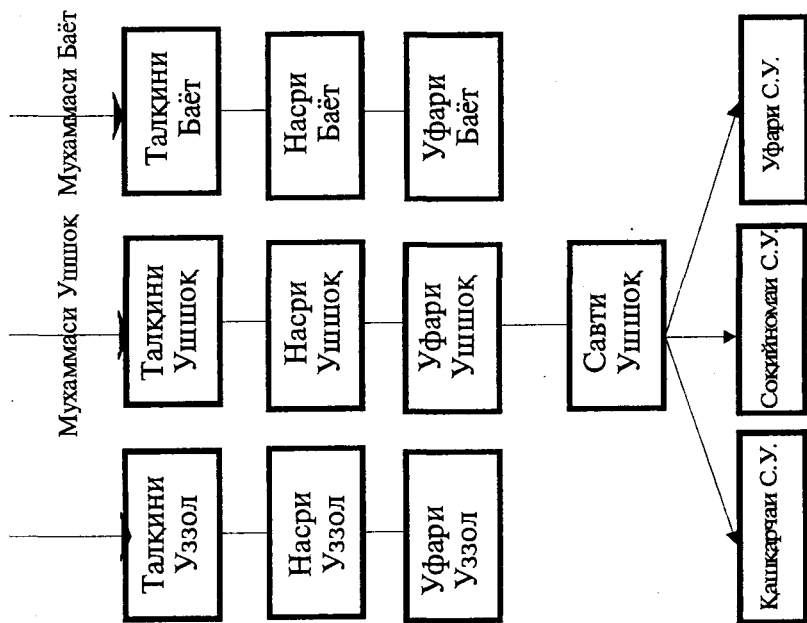 Мухаммаси Ушшоқ
Мухаммаси Баёт
Талқини
Уззол
Талқини
Ушшоқ
Талқини
Баёт
Насри
Уззол
Насри
Ушшоқ
Насри
Баёт
Уфари
Уззол
Уфари
Ушшоқ
Уфари
Баёт
Савти
Ушшоқ
Қашқарчаи С.У.
Соқийномаи С.У.
Уфари С.У.